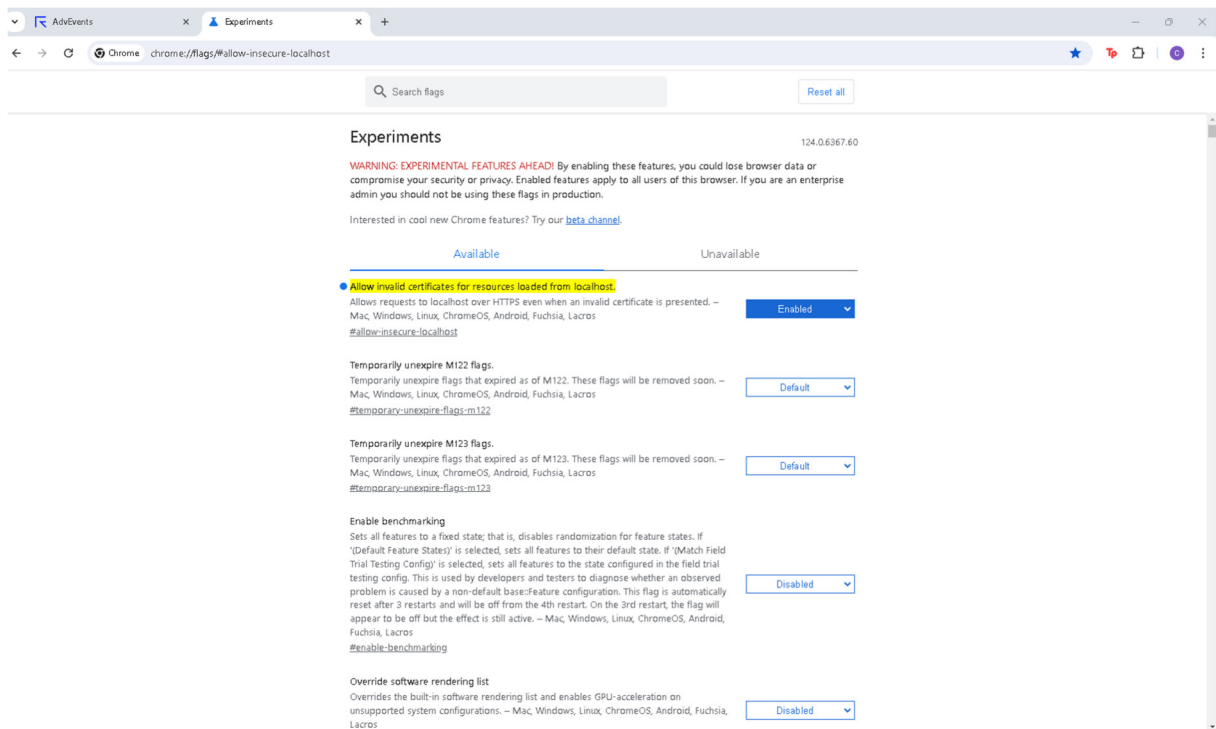 AdvEvents
Experiments
Chrome
chrome://flags/#allow-insecure-localhost
Tp
C
Search flags
Reset all
Experiments
124.0.6367.60
WARNING: EXPERIMENTAL FEATURES AHEAD! By enabling these features, you could lose browser data or
compromise your security or privacy. Enabled features apply to all users of this browser. If you are an enterprise
admin you should not be using these flags in production.
Interested in cool new Chrome features? Try our beta channel.
Available
Unavailable
Allow invalid certificates for resources loaded from localhost.
Allows requests to localhost over HTTPS even when an invalid certificate is presented. –
Mac, Windows, Linux, ChromeOS, Android, Fuchsia, Lacros
#allow-insecure-localhost
Enabled
Temporarily unexpire M122 flags.
Temporarily unexpire flags that expired as of M122. These flags will be removed soon. –
Mac, Windows, Linux, ChromeOS, Android, Fuchsia, Lacros
#temporary-unexpire-flags-m122
Default
Temporarily unexpire M123 flags.
Temporarily unexpire flags that expired as of M123. These flags will be removed soon. –
Mac, Windows, Linux, ChromeOS, Android, Fuchsia, Lacros
#temporary-unexpire-flags-m123
Default
Enable benchmarking
Sets all features to a fixed state; that is, disables randomization for feature states. If
'(Default Feature States)' is selected, sets all features to their default state. If '(Match Field
Trial Testing Config)' is selected, sets all features to the state configured in the field trial
testing config. This is used by developers and testers to diagnose whether an observed
problem is caused by a non-default base::Feature configuration. This flag is automatically
reset after 3 restarts and will be off from the 4th restart. On the 3rd restart, the flag will
appear to be off but the effect is still active. – Mac, Windows, Linux, ChromeOS, Android,
Fuchsia, Lacros
#enable-benchmarking
Disabled
Override software rendering list
Overrides the built-in software rendering list and enables GPU-acceleration on
unsupported system configurations. – Mac, Windows, Linux, ChromeOS, Android, Fuchsia,
Lacros
Disabled